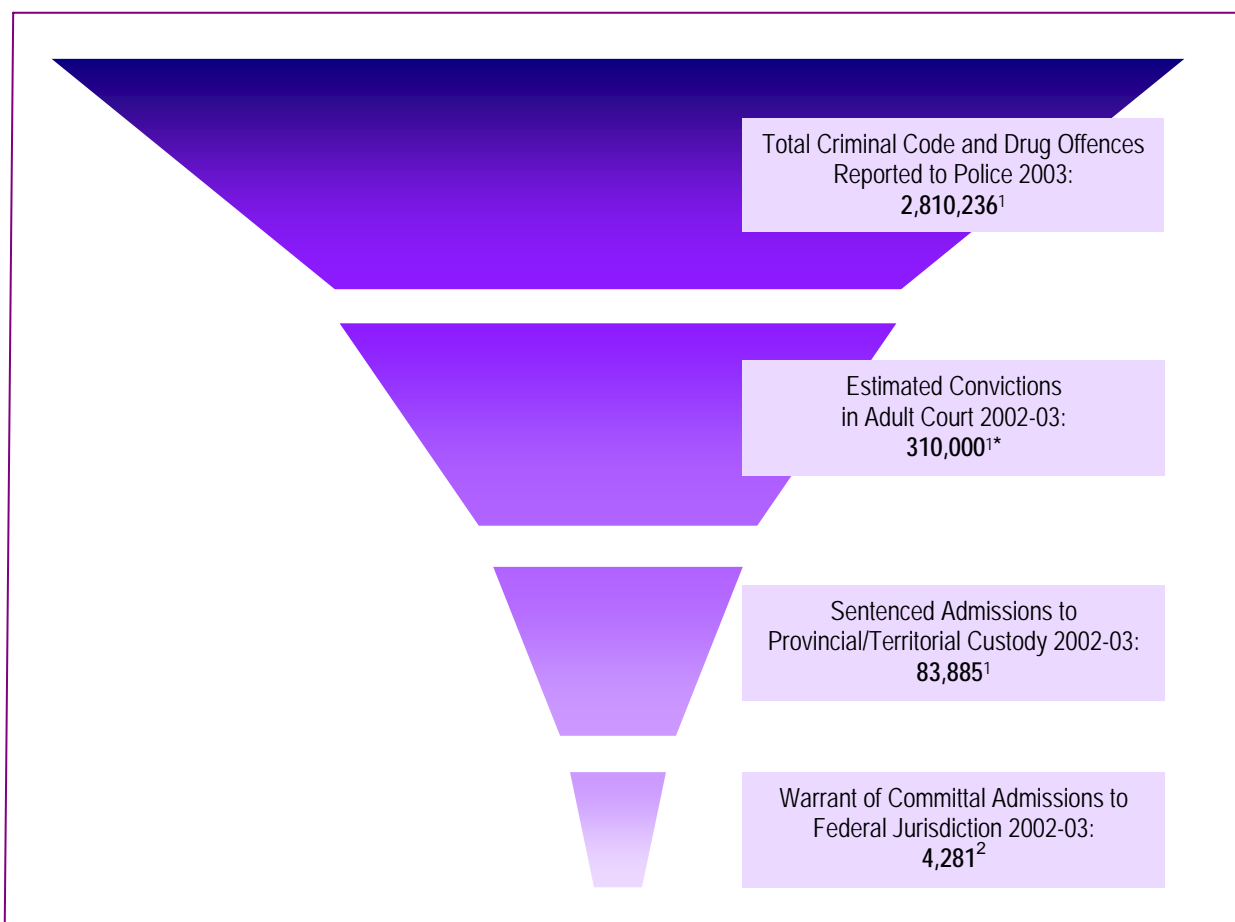 Total Criminal Code and Drug Offences
Reported to Police 2003:
2,810,236¹
Estimated Convictions
in Adult Court 2002-03:
310,000¹*
Sentenced Admissions to
Provincial/Territorial Custody 2002-03:
83,885¹
Warrant of Committal Admissions to
Federal Jurisdiction 2002-03:
4,281²